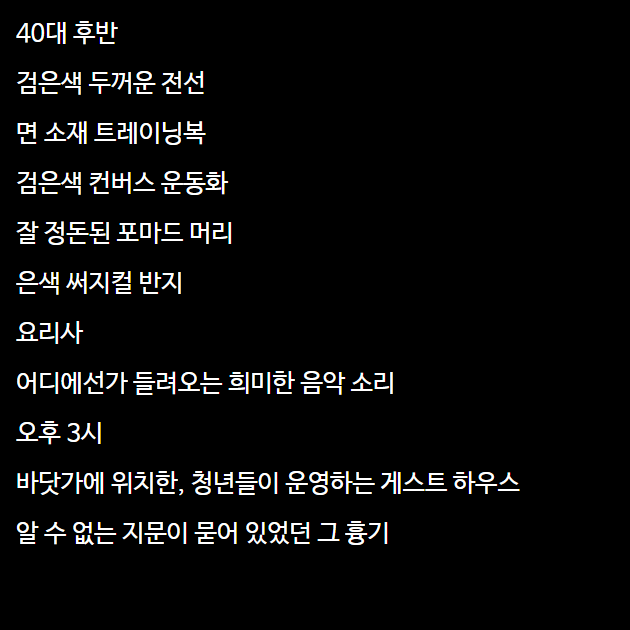 40대 후반
검은색 두꺼운 전선
면 소재 트레이닝복
검은색 컨버스 운동화
잘 정돈된 포마드 머리
은색 써지컬 반지
요리사
어디에선가 들려오는 희미한 음악 소리
오후 3시
바닷가에 위치한, 청년들이 운영하는 게스트 하우스
알 수 없는 지문이 묻어 있었던 그 흉기